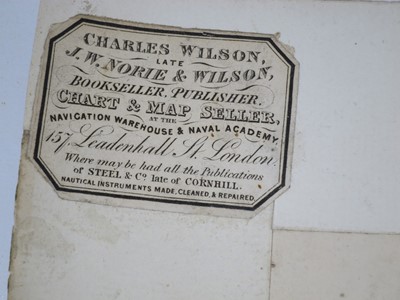 CHARLES WILSON,
LATE
J.W. NORIE & WILSON,
BOOKSELLER, PUBLISHER,
CHART & MAP SELLER,
AT THE
NAVIGATION WAREHOUSE & NAVAL ACADEMY,
157, Leadenhall St. London.
Where may be had all the Publications
of STEEL & Co. late of CORNHILL.
NAUTICAL INSTRUMENTS MADE, CLEANED, & REPAIRED